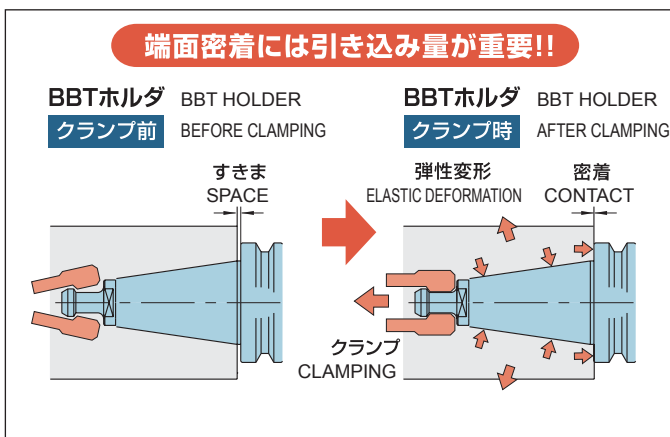 端面密着には引き込み量が重要!!
BBTホルダ BBT HOLDER
クランプ前 BEFORE CLAMPING
すきま
SPACE
BBTホルダ BBT HOLDER
クランプ時 AFTER CLAMPING
弾性変形
ELASTIC DEFORMATION
密着
CONTACT
クランプ
CLAMPING